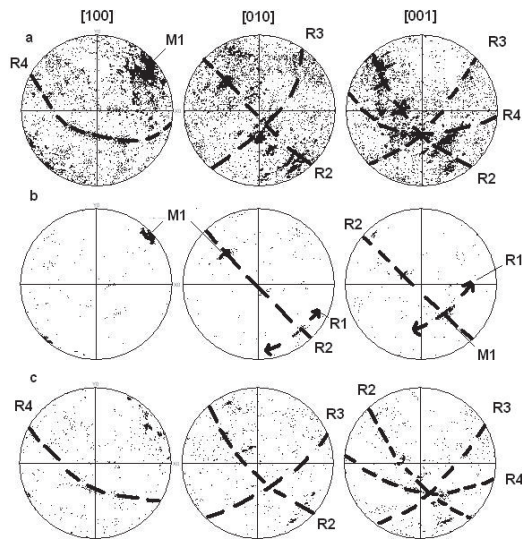 [100] [010] [001]
a M1 R3 R3
R4
R4
R2 R2
b
M1 R2
R1
R1
R2
M1
c
R4 R2 R3
R3
R4
R2